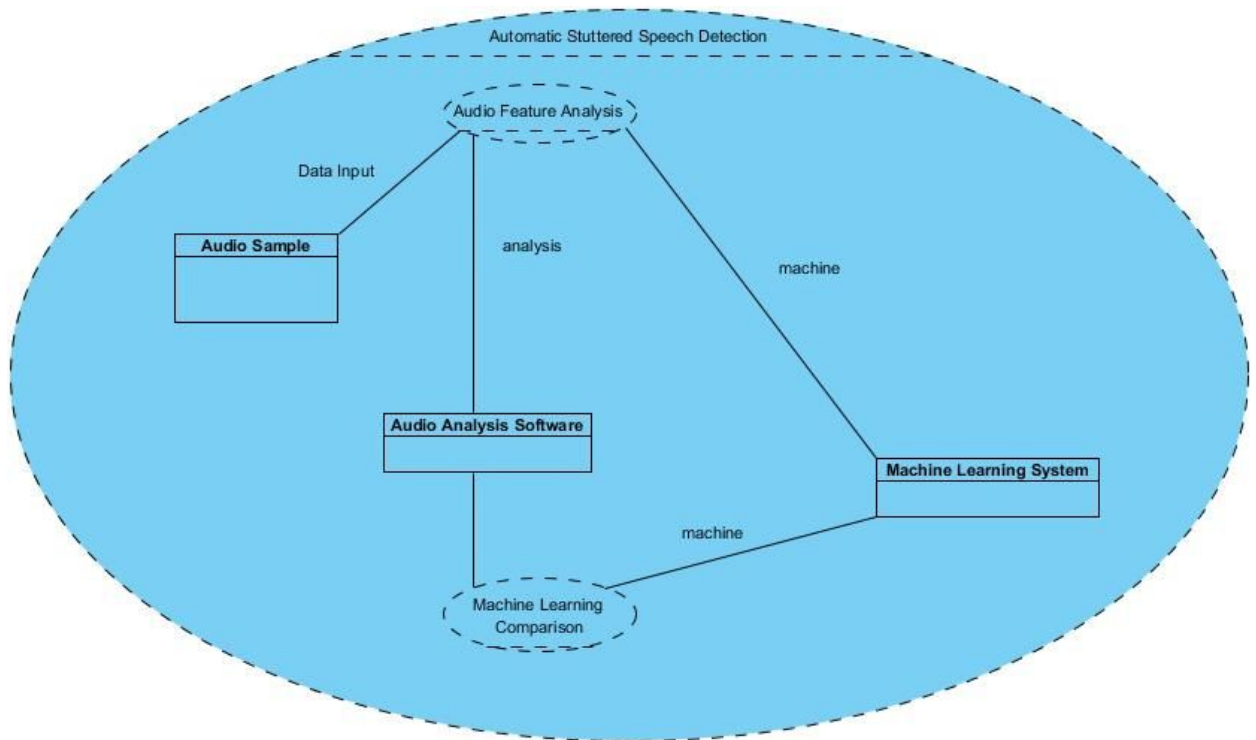 Automatic Stuttered Speech Detection
Audio Feature Analysis
Data Input
Audio Sample
analysis
machine
Audio Analysis Software
Machine Learning System
machine
Machine Learning
Comparison